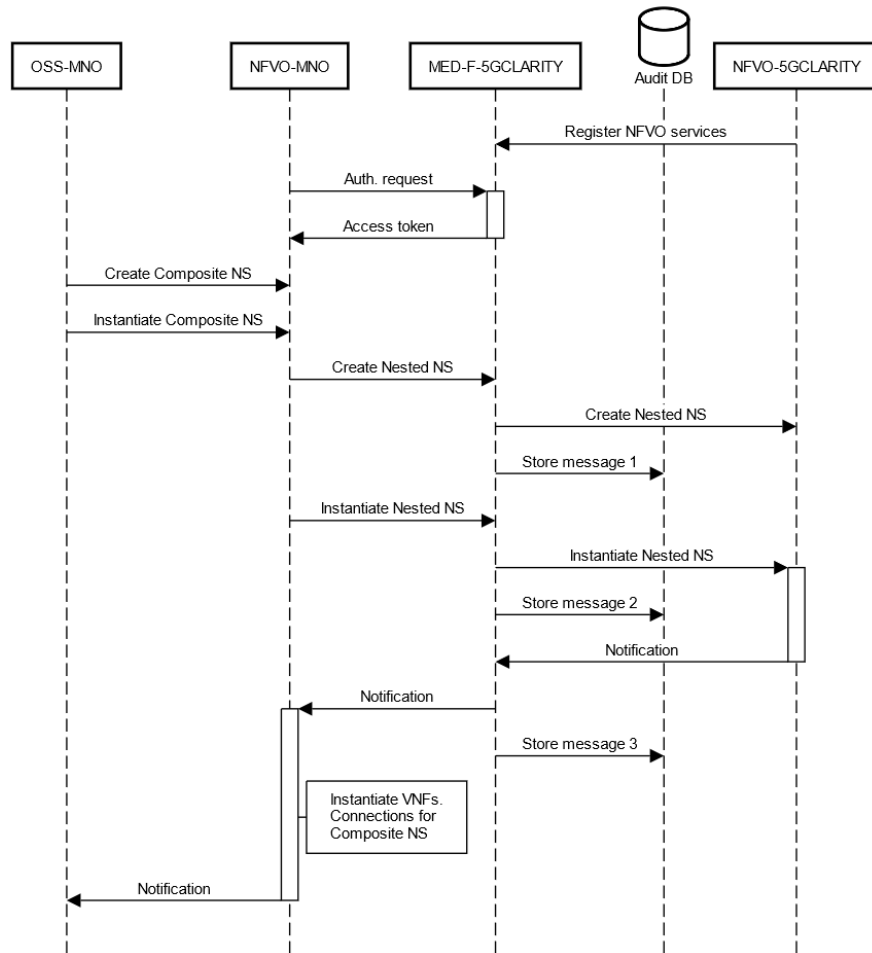 OSS-MNO
NFVO-MNO
MED-F-5GCLARITY
Audit DB
NFVO-5GCLARITY
Register NFVO services
Auth. request
Access token
Create Composite NS
Instantiate Composite NS
Create Nested NS
Create Nested NS
Store message 1
Instantiate Nested NS
Instantiate Nested NS
Store message 2
Notification
Notification
Store message 3
Instantiate VNFs.
Connections for
Composite NS
Notification